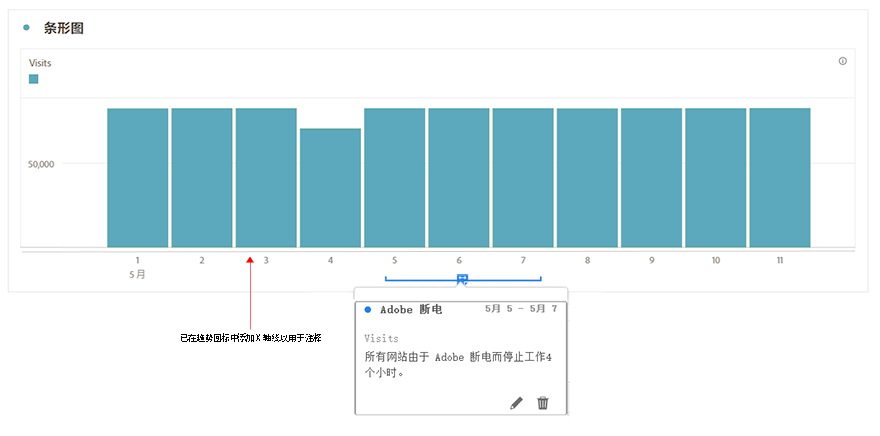 条形图
Visits
50,000
1 2 3 4 5 6 7 8 9 10 11
5月
已在趋势图标中添加 X 轴线以用于注释
Adobe 断电 5月 5 - 5月 7
Visits
所有网站由于 Adobe 断电而停止工作4
个小时。